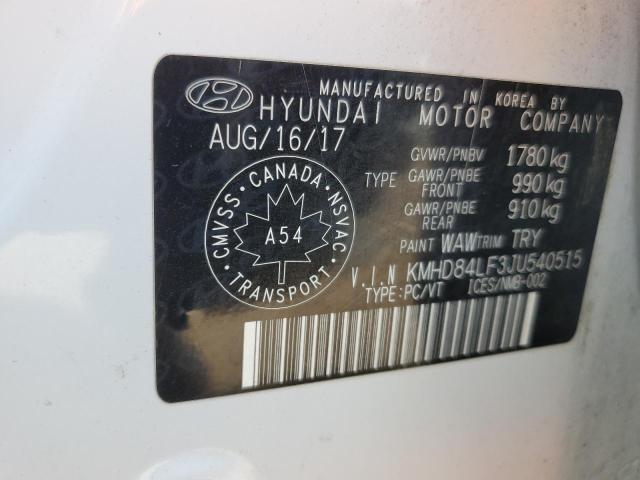 MANUFACTURED IN KOREA BY
HYUNDAI MOTOR COMPANY
AUG/16/17
GVWR/PNBV 1780 kg
TYPE GAWR/PNBE FRONT 990 kg
GAWR/PNBE REAR 910 kg
PAINT WAW TRIM TRY
V.I.N KMHD84LF3JU540515
TYPE:PC/VT ICES/NMB-002
CMVSS · CANADA · NSVAC
A54
TRANSPORT